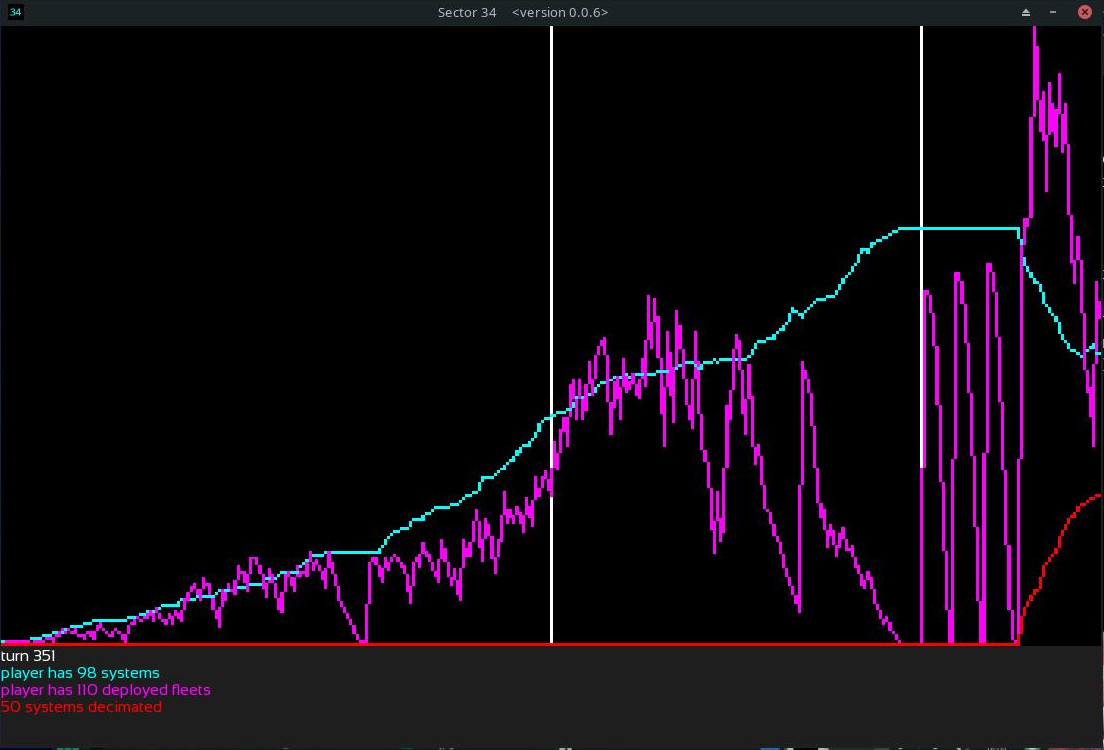 34
Sector 34 <version 0.0.6>
turn 351
player has 98 systems
player has 110 deployed fleets
50 systems decimated